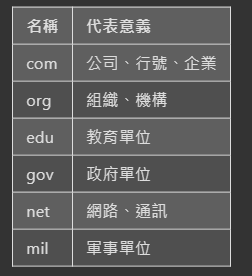 名稱 代表意義
com 公司、行號、企業
org 組織、機構
edu 教育單位
gov 政府單位
net 網路、通訊
mil 軍事單位